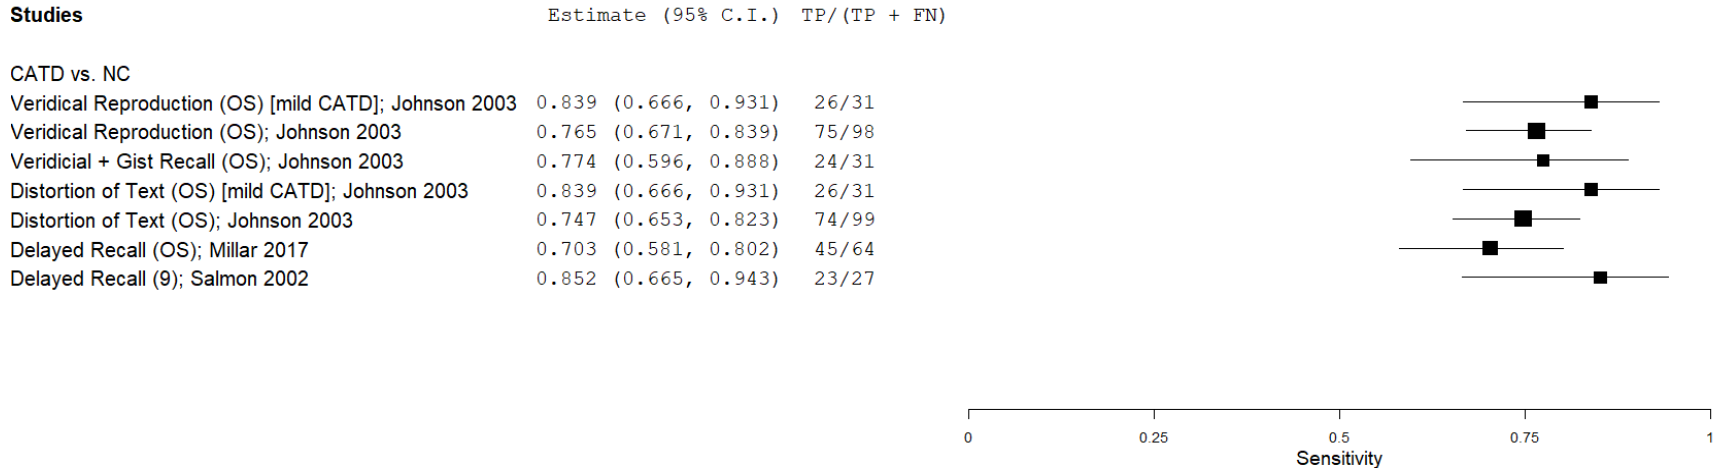 Studies Estimate (95% C.I.) TP/(TP + FN)
CATD vs. NC
Veridical Reproduction (OS) [mild CATD]; Johnson 2003 0.839 (0.666, 0.931) 26/31
Veridical Reproduction (OS); Johnson 2003 0.765 (0.671, 0.839) 75/98
Veridicial + Gist Recall (OS); Johnson 2003 0.774 (0.596, 0.888) 24/31
Distortion of Text (OS) [mild CATD]; Johnson 2003 0.839 (0.666, 0.931) 26/31
Distortion of Text (OS); Johnson 2003 0.747 (0.653, 0.823) 74/99
Delayed Recall (OS); Millar 2017 0.703 (0.581, 0.802) 45/64
Delayed Recall (9); Salmon 2002 0.852 (0.665, 0.943) 23/27
0 0.25 0.5 0.75 1
Sensitivity